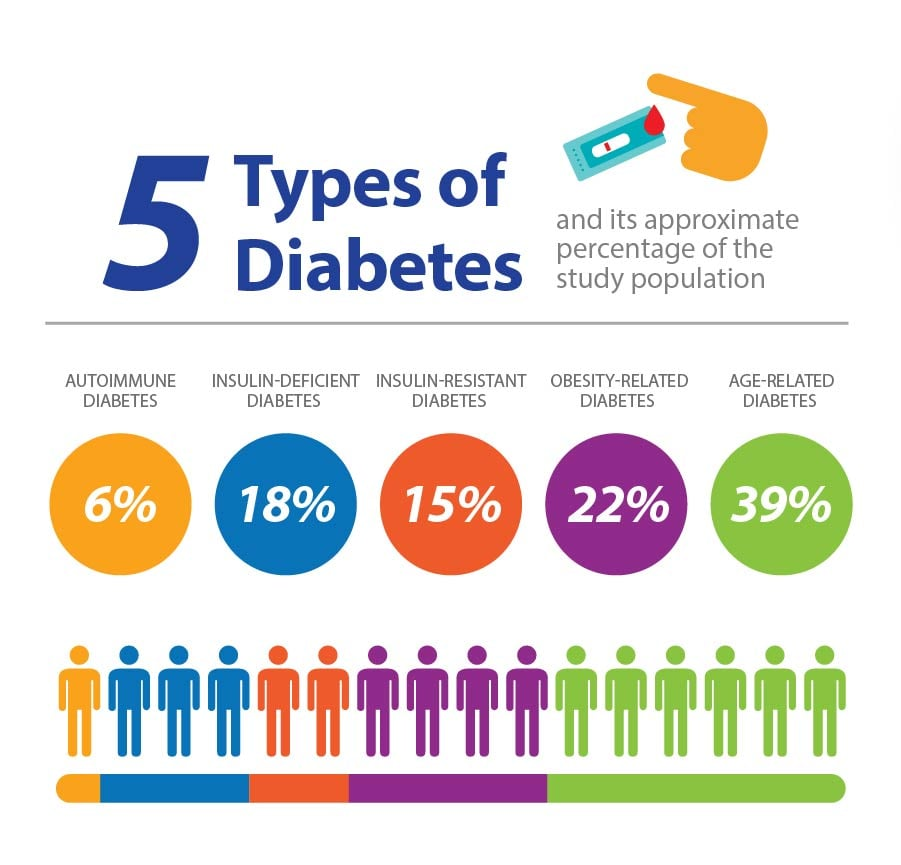 5 Types of
Diabetes
and its approximate
percentage of the
study population
AUTOIMMUNE
DIABETES
INSULIN-DEFICIENT
DIABETES
INSULIN-RESISTANT
DIABETES
OBESITY-RELATED
DIABETES
AGE-RELATED
DIABETES
6%
18%
15%
22%
39%